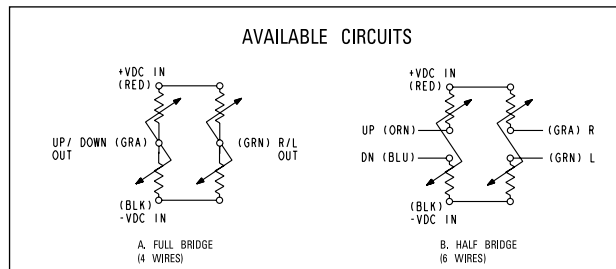 AVAILABLE CIRCUITS
+VDC IN
(RED)
UP/ DOWN (GRA)
OUT
(GRN) R/L
OUT
(BLK)
-VDC IN
A. FULL BRIDGE
(4 WIRES)
+VDC IN
(RED)
UP (ORN)
(GRA) R
DN (BLU)
(GRN) L
(BLK)
-VDC IN
B. HALF BRIDGE
(6 WIRES)